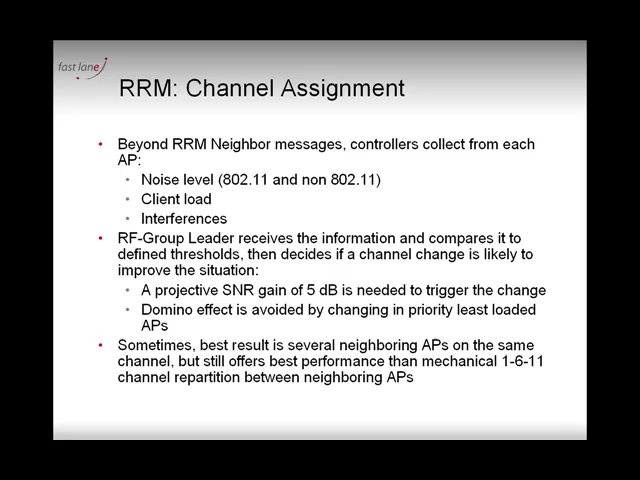 fast lane
RRM: Channel Assignment
• Beyond RRM Neighbor messages, controllers collect from each
AP:
• Noise level (802.11 and non 802.11)
• Client load
• Interferences
• RF-Group Leader receives the information and compares it to
defined thresholds, then decides if a channel change is likely to
improve the situation:
• A projective SNR gain of 5 dB is needed to trigger the change
• Domino effect is avoided by changing in priority least loaded
APs
• Sometimes, best result is several neighboring APs on the same
channel, but still offers best performance than mechanical 1-6-11
channel repartition between neighboring APs